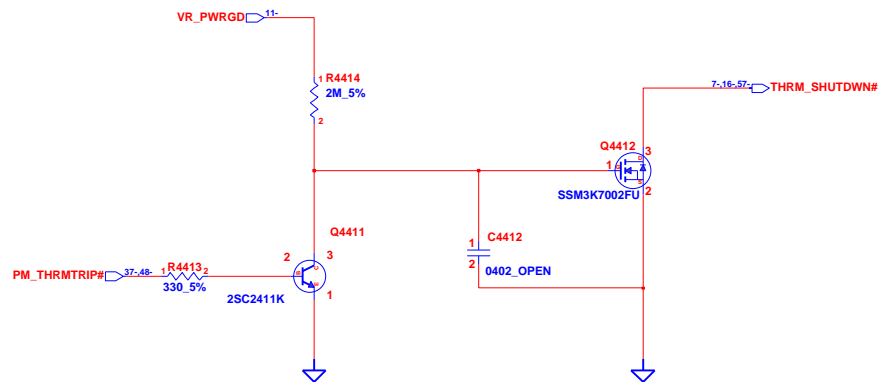 VR_PWRGD 11-
1 R4414
2M_5%
2
7-,16-,57- THRM_SHUTDWN#
Q4412
3
D
1 G
S
2
SSM3K7002FU
Q4411
2 3
C
B
E
1
2SC2411K
C4412
1
2
0402_OPEN
PM_THRMTRIP# 37-,48- 1 R4413 2
330_5%